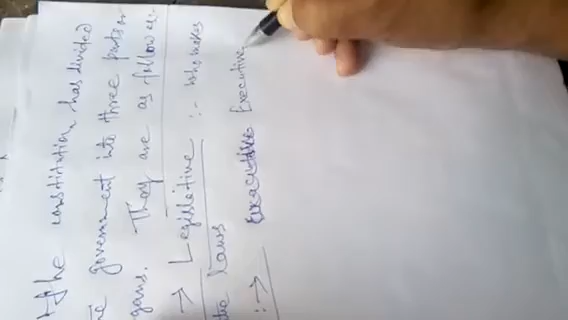 The constitution has divided
government into three parts or
organs. They are as follows:-
→ Legislative :- who makes
the laws
:→ Executive Executive